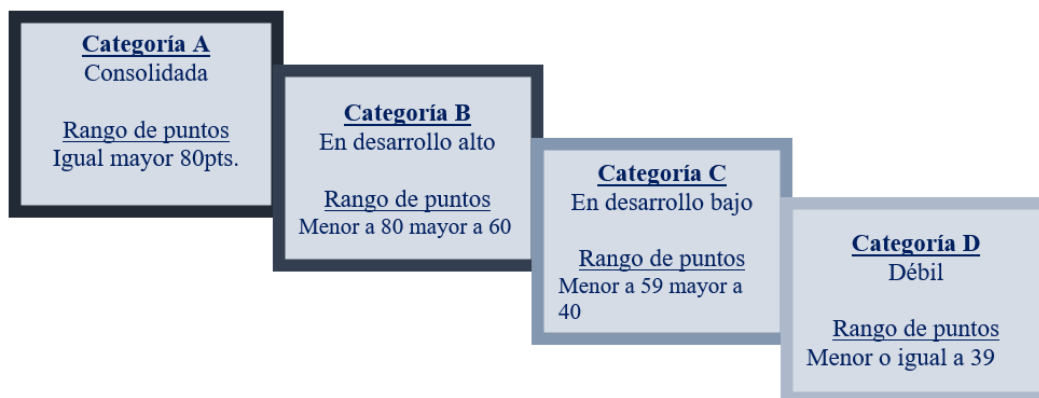 Categoría A
Consolidada
Rango de puntos
Igual mayor 80pts.
Categoría B
En desarrollo alto
Rango de puntos
Menor a 80 mayor a 60
Categoría C
En desarrollo bajo
Rango de puntos
Menor a 59 mayor a
40
Categoría D
Débil
Rango de puntos
Menor o igual a 39